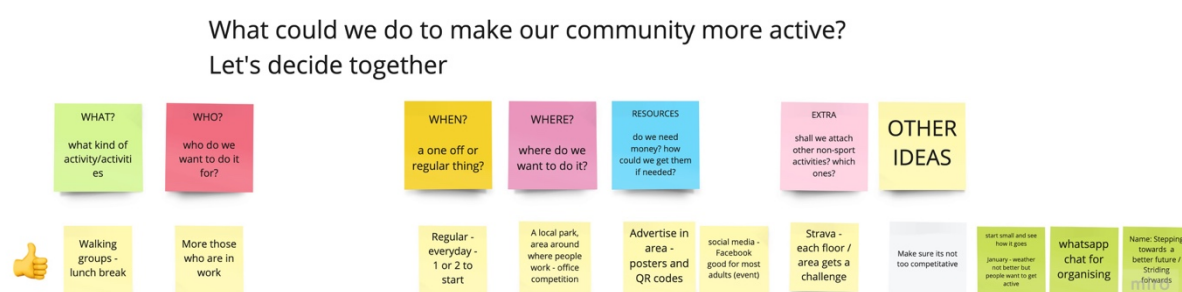 What could we do to make our community more active?
Let's decide together
WHAT?
what kind of
activity/activiti
es
WHO?
who do we
want to do it
for?
WHEN?
a one off or
regular thing?
WHERE?
where do we
want to do it?
RESOURCES
do we need
money? how
could we get them
if needed?
EXTRA
shall we attach
other non-sport
activities? which
ones?
OTHER
IDEAS
Walking
groups -
lunch break
More those
who are in
work
Regular -
everyday -
1 or 2 to
start
A local park,
area around
where people
work - office
competition
Advertise in
area -
posters and
QR codes
social media -
Facebook
good for most
adults (event)
Strava -
each floor /
area gets a
challenge
Make sure its not
too competitative
start small and see
how it goes
January - weather
not better but
people want to get
active
whatsapp
chat for
organising
Name: Stepping
towards a
better future /
Striding
forwards
miro